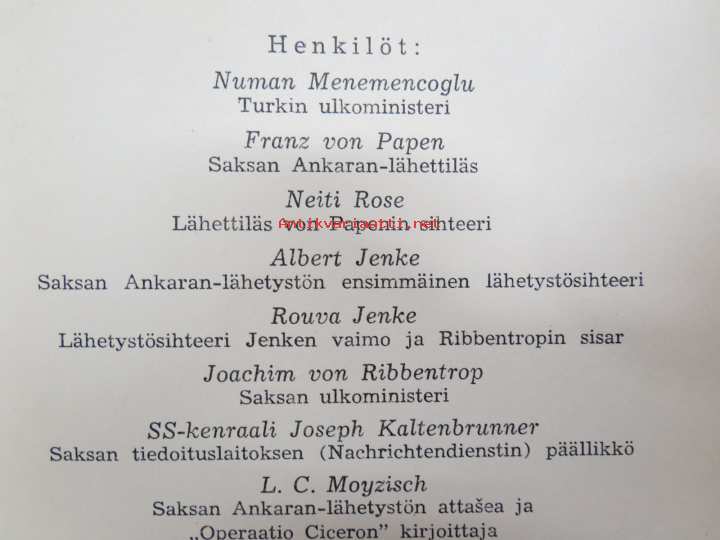 Henkilöt:
Numan Menemencoglu
Turkin ulkoministeri
Franz von Papen
Saksan Ankaran-lähettiläs
Neiti Rose
Lähettiläs von Papenin sihteeri
Antikvariaatti.net
Albert Jenke
Saksan Ankaran-lähetystön ensimmäinen lähetystösihteeri
Rouva Jenke
Lähetystösihteeri Jenken vaimo ja Ribbentropin sisar
Joachim von Ribbentrop
Saksan ulkoministeri
SS-kenraali Joseph Kaltenbrunner
Saksan tiedoituslaitoksen (Nachrichtendienstin) päällikkö
L. C. Moyzisch
Saksan Ankaran-lähetystön attašea ja
„Operaatio Ciceron” kirjoittaja